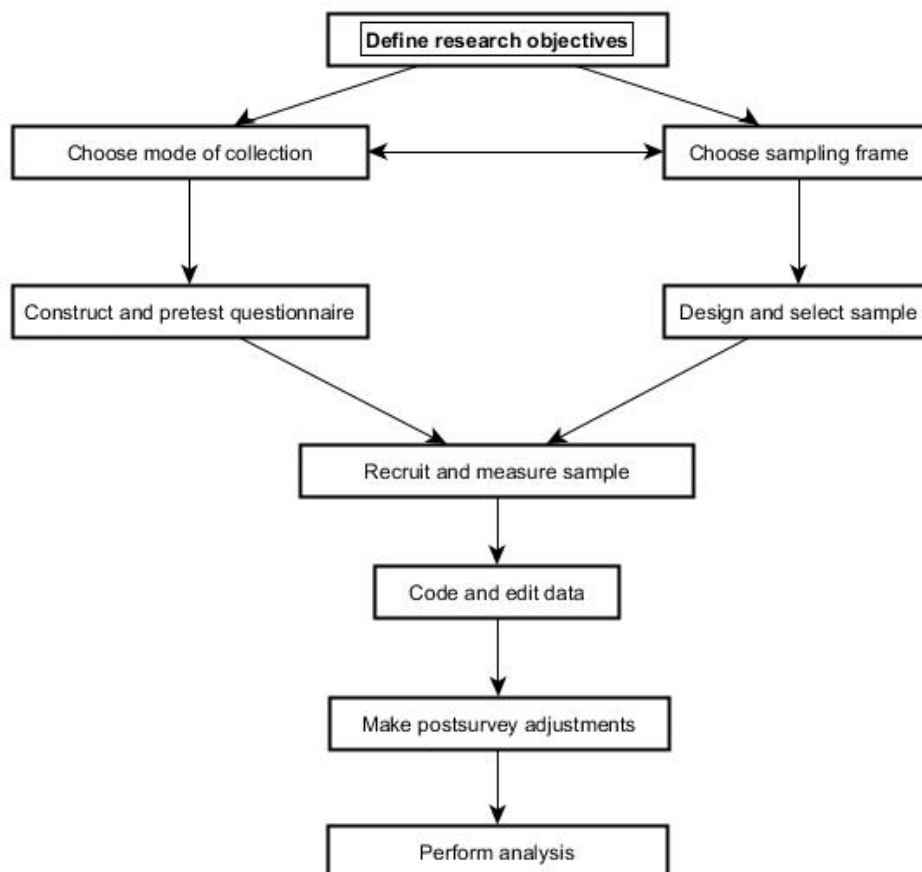 Define research objectives
Choose mode of collection
Choose sampling frame
Construct and pretest questionnaire
Design and select sample
Recruit and measure sample
Code and edit data
Make postsurvey adjustments
Perform analysis